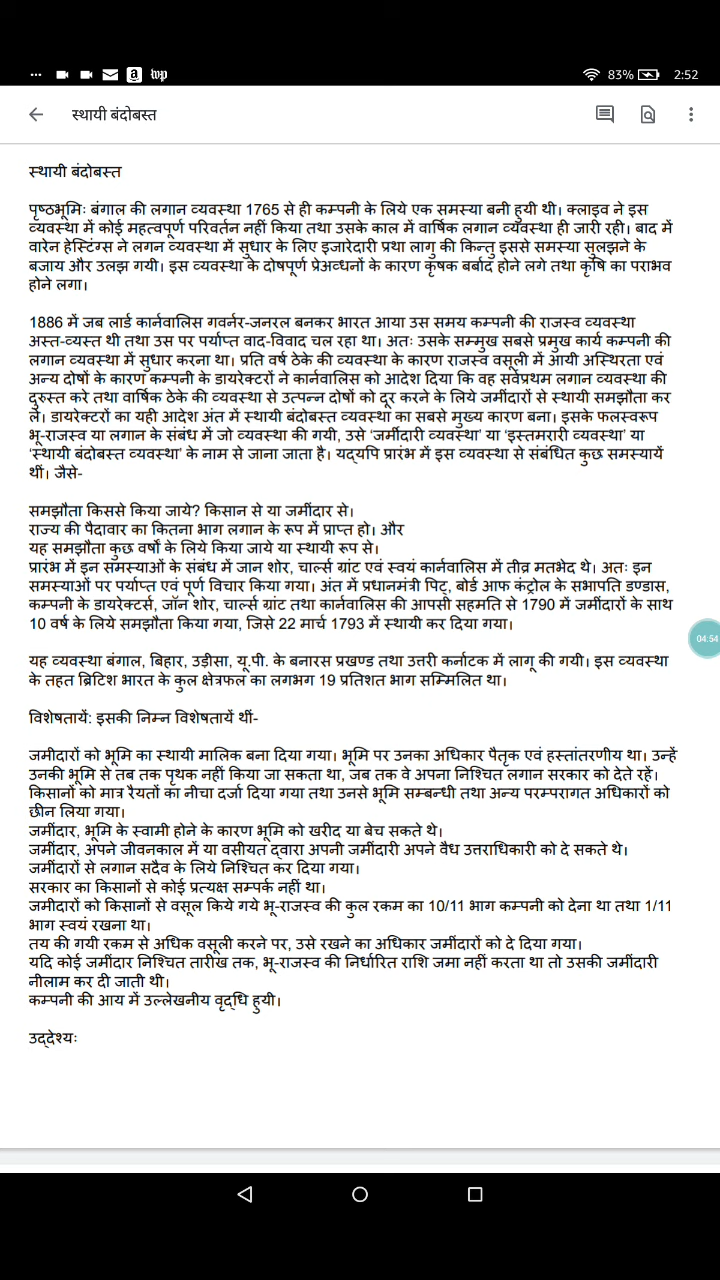 ... a wp 83% 2:52
स्थायी बंदोबस्त
स्थायी बंदोबस्त
पृष्ठभूमिः बंगाल की लगान व्यवस्था 1765 से ही कम्पनी के लिये एक समस्या बनी हुयी थी। क्लाइव ने इस
व्यवस्था में कोई महत्वपूर्ण परिवर्तन नहीं किया तथा उसके काल में वार्षिक लगान व्यवस्था ही जारी रही। बाद में
वारेन हेस्टिंग्स ने लगन व्यवस्था में सुधार के लिए इजारेदारी प्रथा लागु की किन्तु इससे समस्या सुलझने के
बजाय और उलझ गयी। इस व्यवस्था के दोषपूर्ण प्रेअव्धनों के कारण कृषक बर्बाद होने लगे तथा कृषि का पराभव
होने लगा।
1886 में जब लार्ड कार्नवालिस गवर्नर-जनरल बनकर भारत आया उस समय कम्पनी की राजस्व व्यवस्था
अस्त-व्यस्त थी तथा उस पर पर्याप्त वाद-विवाद चल रहा था। अतः उसके सम्मुख सबसे प्रमुख कार्य कम्पनी की
लगान व्यवस्था में सुधार करना था। प्रति वर्ष ठेके की व्यवस्था के कारण राजस्व वसूली में आयी अस्थिरता एवं
अन्य दोषों के कारण कम्पनी के डायरेक्टरों ने कार्नवालिस को आदेश दिया कि वह सर्वप्रथम लगान व्यवस्था की
दुरुस्त करे तथा वार्षिक ठेके की व्यवस्था से उत्पन्न दोषों को दूर करने के लिये जमींदारों से स्थायी समझौता कर
ले। डायरेक्टरों का यही आदेश अंत में स्थायी बंदोबस्त व्यवस्था का सबसे मुख्य कारण बना। इसके फलस्वरूप
भू-राजस्व या लगान के संबंध में जो व्यवस्था की गयी, उसे ‘जमींदारी व्यवस्था’ या ‘इस्तमरारी व्यवस्था’ या
‘स्थायी बंदोबस्त व्यवस्था’ के नाम से जाना जाता है। यद्यपि प्रारंभ में इस व्यवस्था से संबंधित कुछ समस्यायें
थीं। जैसे-
समझौता किससे किया जाये? किसान से या जमींदार से।
राज्य की पैदावार का कितना भाग लगान के रूप में प्राप्त हो। और
यह समझौता कुछ वर्षों के लिये किया जाये या स्थायी रूप से।
प्रारंभ में इन समस्याओं के संबंध में जान शोर, चार्ल्स ग्रांट एवं स्वयं कार्नवालिस में तीव्र मतभेद थे। अतः इन
समस्याओं पर पर्याप्त एवं पूर्ण विचार किया गया। अंत में प्रधानमंत्री पिट्, बोर्ड आफ कंट्रोल के सभापति डण्डास,
कम्पनी के डायरेक्टर्स, जॉन शोर, चार्ल्स ग्रांट तथा कार्नवालिस की आपसी सहमति से 1790 में जमींदारों के साथ
10 वर्ष के लिये समझौता किया गया, जिसे 22 मार्च 1793 में स्थायी कर दिया गया।
04:54
यह व्यवस्था बंगाल, बिहार, उड़ीसा, यू.पी. के बनारस प्रखण्ड तथा उत्तरी कर्नाटक में लागू की गयी। इस व्यवस्था
के तहत ब्रिटिश भारत के कुल क्षेत्रफल का लगभग 19 प्रतिशत भाग सम्मिलित था।
विशेषतायें: इसकी निम्न विशेषतायें थीं-
जमीदारों को भूमि का स्थायी मालिक बना दिया गया। भूमि पर उनका अधिकार पैतृक एवं हस्तांतरणीय था। उन्हें
उनकी भूमि से तब तक पृथक नहीं किया जा सकता था, जब तक वे अपना निश्चित लगान सरकार को देते रहें।
किसानों को मात्र रैयतों का नीचा दर्जा दिया गया तथा उनसे भूमि सम्बन्धी तथा अन्य परम्परागत अधिकारों को
छीन लिया गया।
जमींदार, भूमि के स्वामी होने के कारण भूमि को खरीद या बेच सकते थे।
जमींदार, अपने जीवनकाल में या वसीयत द्वारा अपनी जमींदारी अपने वैध उत्तराधिकारी को दे सकते थे।
जमींदारों से लगान सदैव के लिये निश्चित कर दिया गया।
सरकार का किसानों से कोई प्रत्यक्ष सम्पर्क नहीं था।
जमीदारों को किसानों से वसूल किये गये भू-राजस्व की कुल रकम का 10/11 भाग कम्पनी को देना था तथा 1/11
भाग स्वयं रखना था।
तय की गयी रकम से अधिक वसूली करने पर, उसे रखने का अधिकार जमींदारों को दे दिया गया।
यदि कोई जमींदार निश्चित तारीख तक, भू-राजस्व की निर्धारित राशि जमा नहीं करता था तो उसकी जमींदारी
नीलाम कर दी जाती थी।
कम्पनी की आय में उल्लेखनीय वृद्धि हुयी।
उद्देश्यः